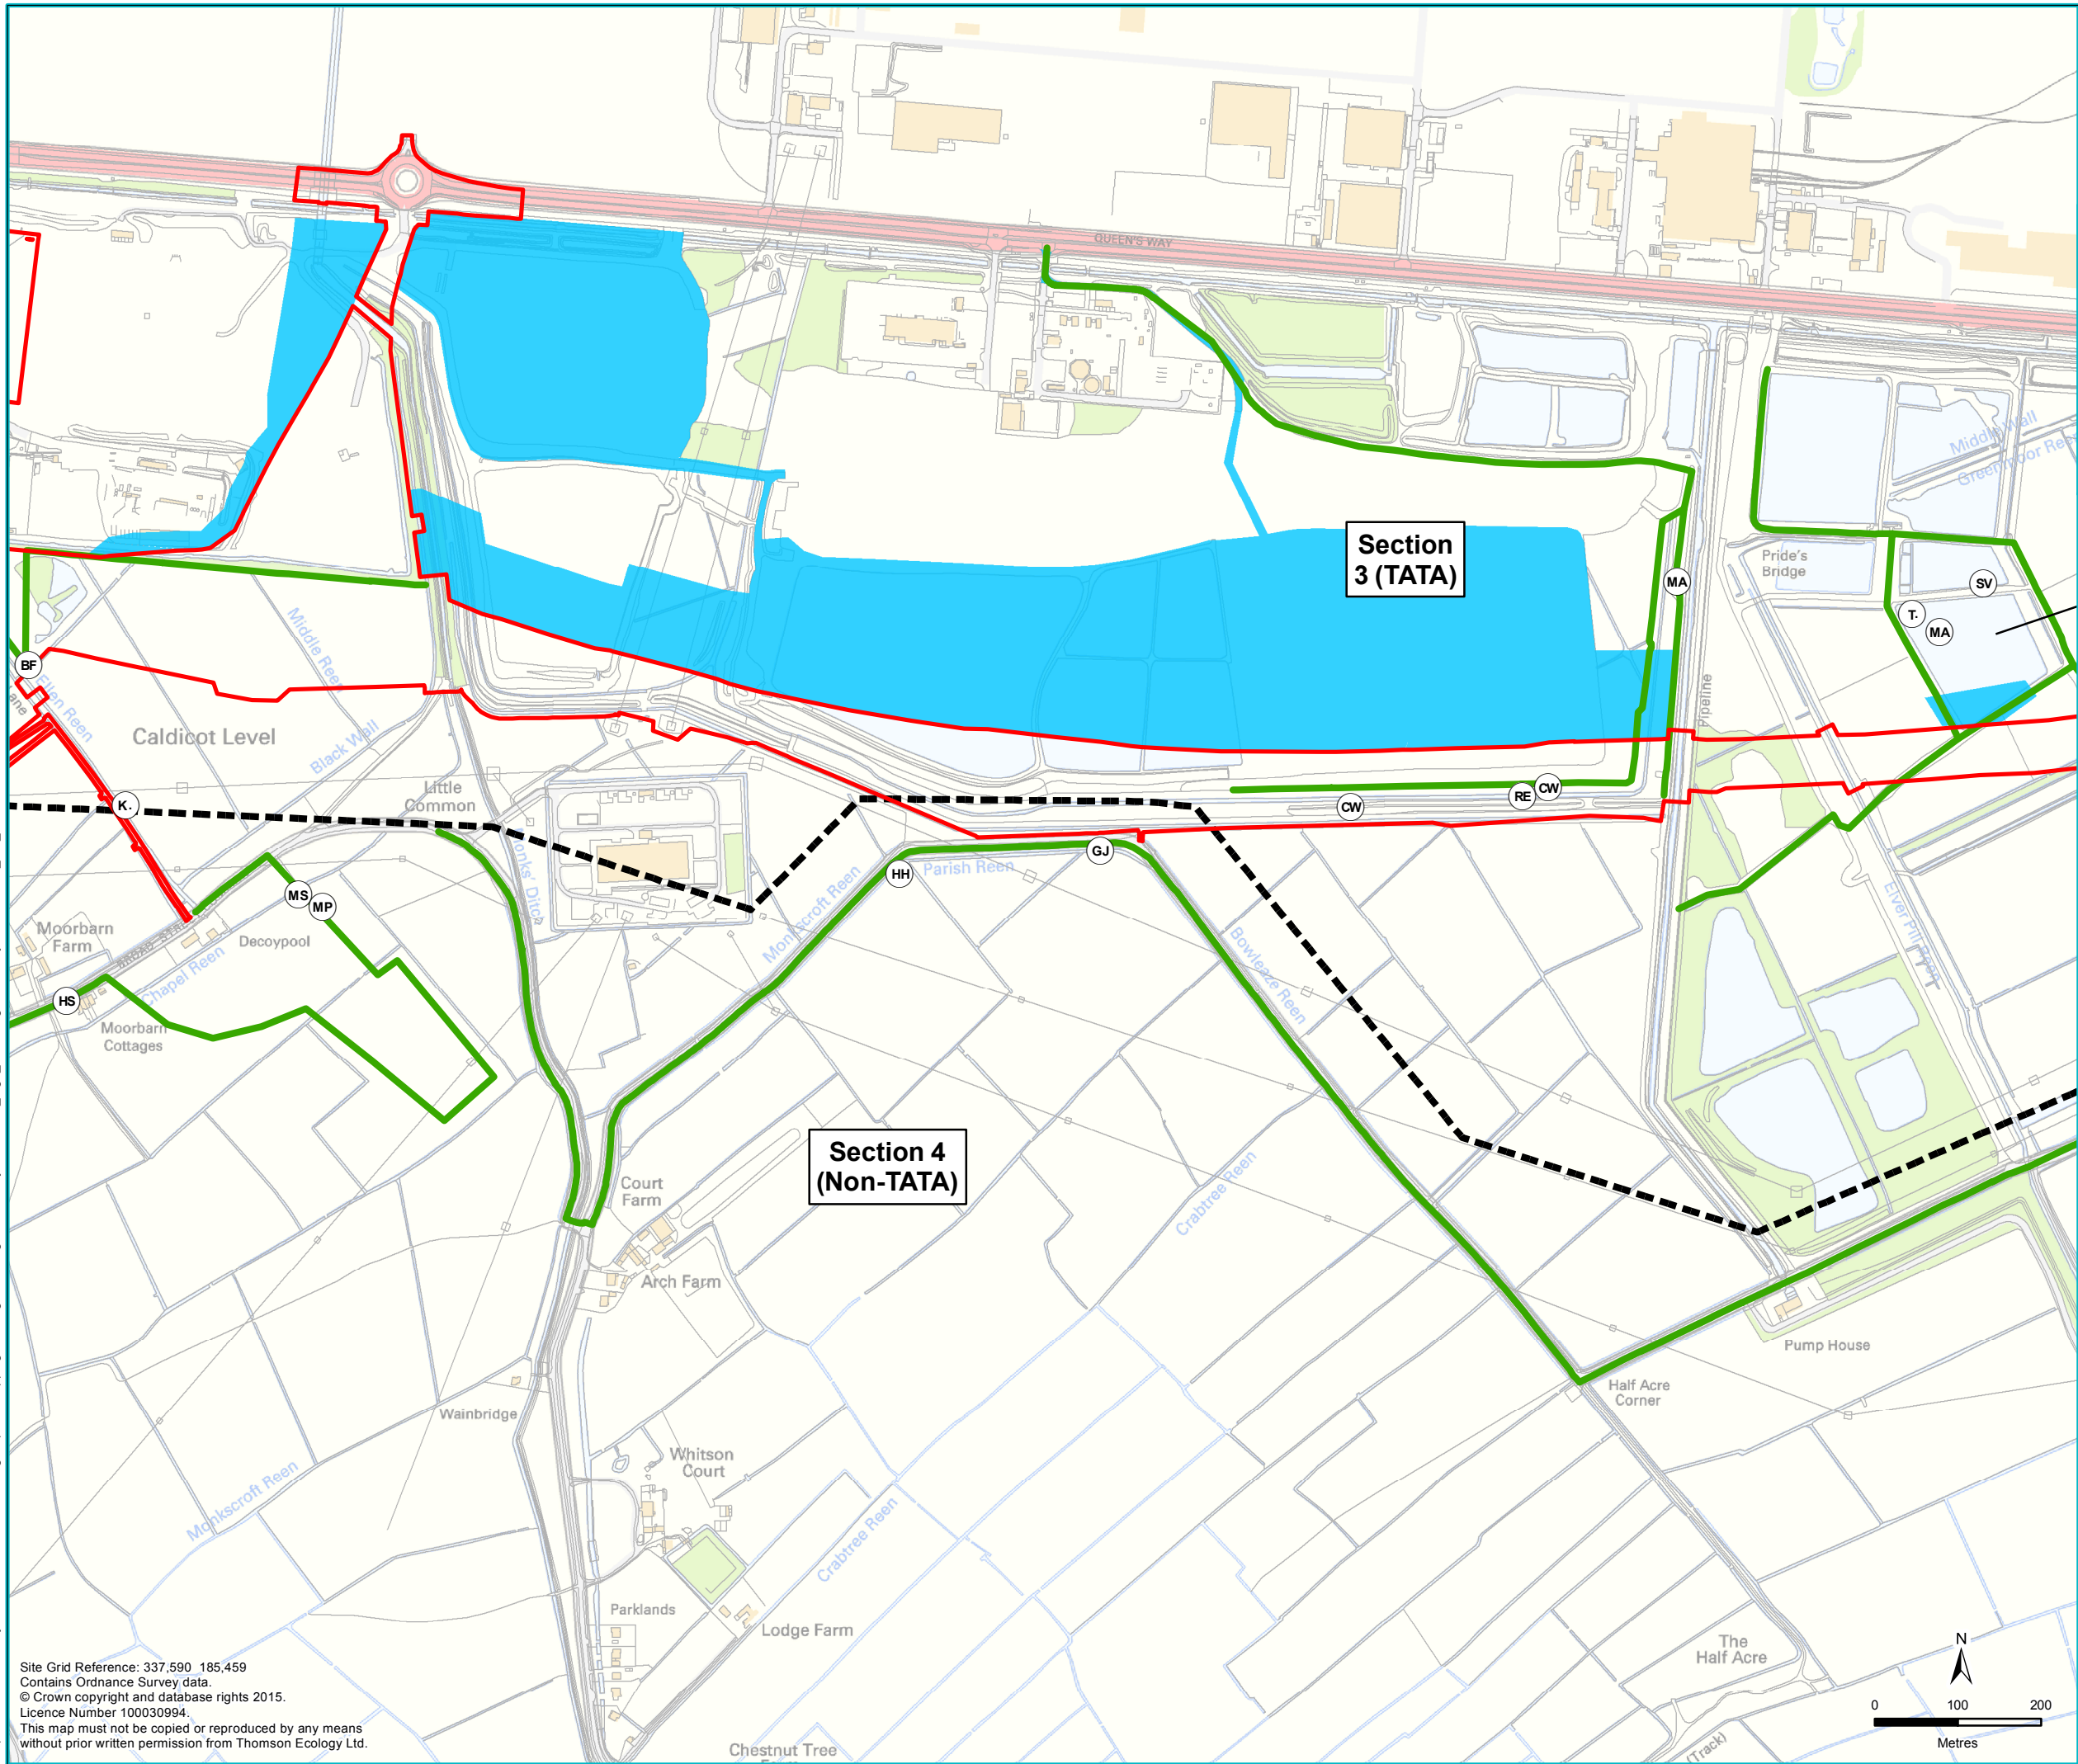 QUEEN'S WAY
Middle Wall
Section
3 (TATA)
Pride's
Bridge
MA
SV
T.
MA
Middle Reen
BF
Ellen Reen
Pipeline
Caldicot Level
Black Wall
Little
Common
K.
CW
RE
CW
Monks' Ditch
GJ
Parish Reen
HH
Monkscroft Reen
MS
MP
Moorbarn
Farm
Decoypool
Chapel Reen
Bowleaze Reen
Elver Pill Reen
HS
Moorbarn
Cottages
Section 4
(Non-TATA)
Court
Farm
Crabtree Reen
Arch Farm
Pump House
Half Acre
Corner
Wainbridge
Whitson
Court
Monkscroft Reen
Crabtree Reen
Parklands
Lodge Farm
The
Half Acre
N
0 100 200
Metres
(Track)
Chestnut Tree
Site Grid Reference: 337,590 185,459
Contains Ordnance Survey data.
© Crown copyright and database rights 2015.
Licence Number 100030994.
This map must not be copied or reproduced by any means
without prior written permission from Thomson Ecology Ltd.